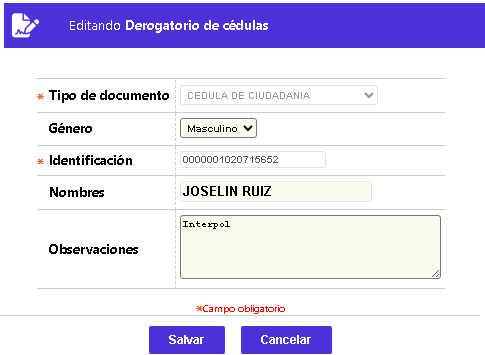 Editando Derogatorio de cédulas
* Tipo de documento CEDULA DE CIUDADANIA
Género Masculino
* Identificación 0000001020715652
Nombres JOSELIN RUIZ
Observaciones Interpol
*Campo obligatorio
Salvar Cancelar